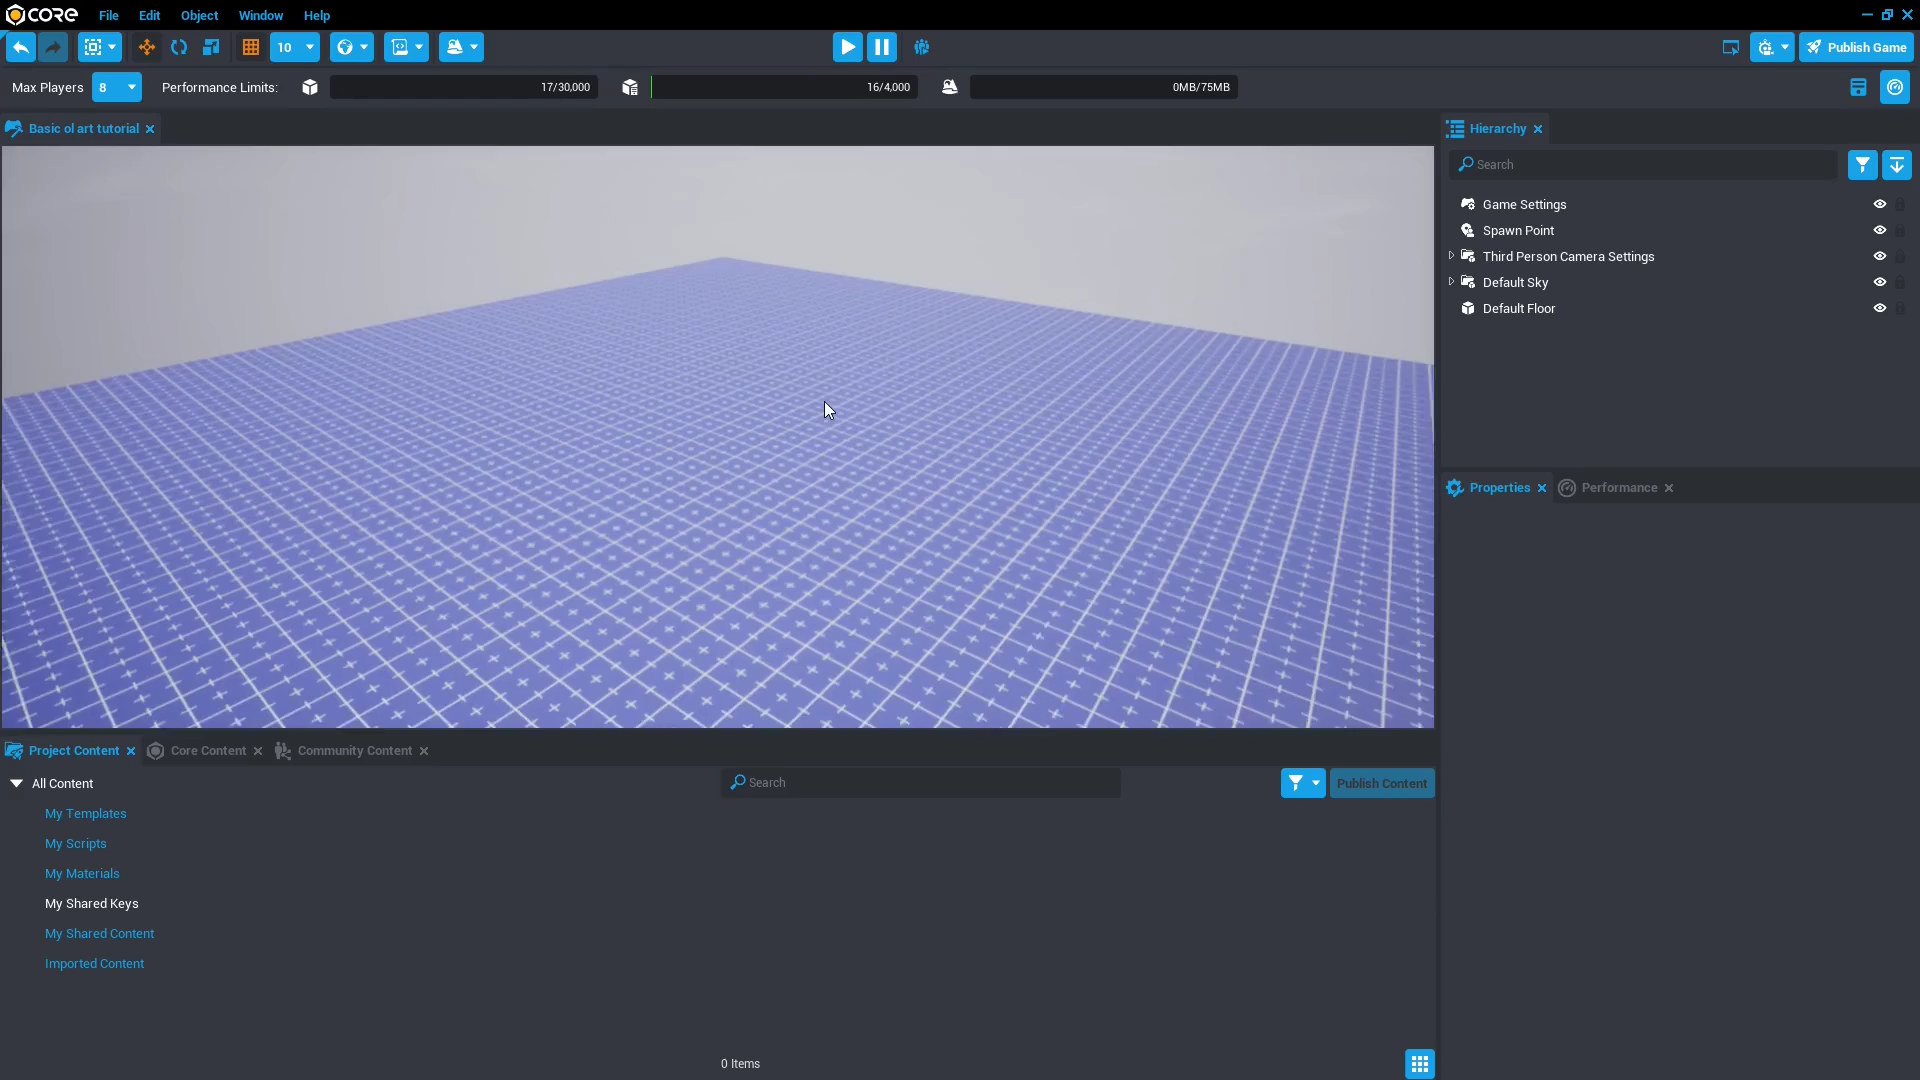 CORE File Edit Object Window Help
10 Publish Game
Max Players 8 Performance Limits: 17/30,000 16/4,000 0MB/75MB
Basic ol art tutorial
Hierarchy
Search
Game Settings
Spawn Point
Third Person Camera Settings
Default Sky
Default Floor
Properties Performance
Project Content Core Content Community Content
All Content
Search
Publish Content
My Templates
My Scripts
My Materials
My Shared Keys
My Shared Content
Imported Content
0 Items